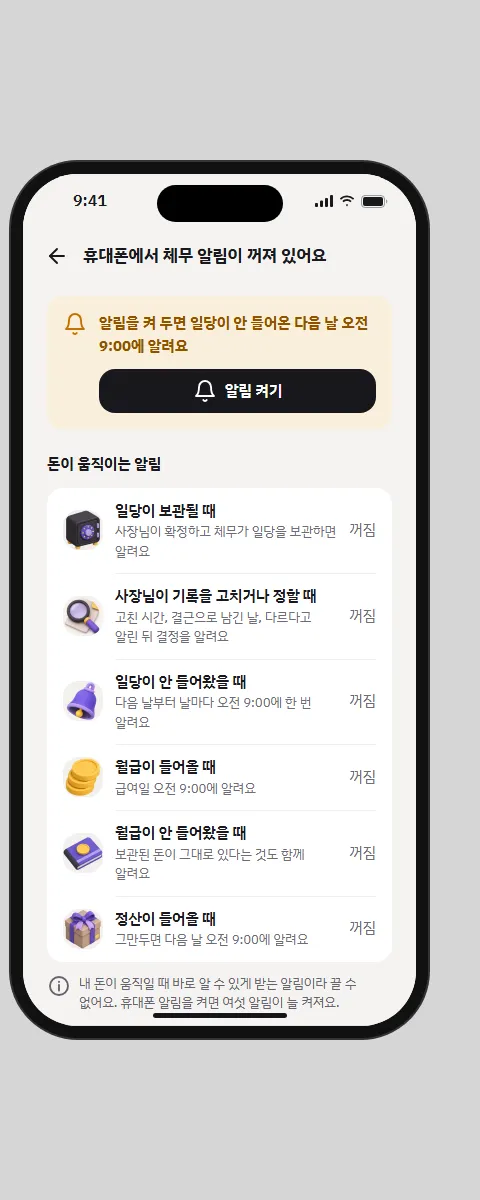 9:41
휴대폰에서 체무 알림이 꺼져 있어요
알림을 켜 두면 일당이 안 들어온 다음 날 오전
9:00에 알려요
알림 켜기
돈이 움직이는 알림
일당이 보관될 때
사장님이 확정하고 체무가 일당을 보관하면
알려요
꺼짐
사장님이 기록을 고치거나 정할 때
고친 시간, 결근으로 남긴 날, 다르다고
알린 뒤 결정을 알려요
꺼짐
일당이 안 들어왔을 때
다음 날부터 날마다 오전 9:00에 한 번
알려요
꺼짐
월급이 들어올 때
급여일 오전 9:00에 알려요
꺼짐
월급이 안 들어왔을 때
보관된 돈이 그대로 있다는 것도 함께
알려요
꺼짐
정산이 들어올 때
그만두면 다음 날 오전 9:00에 알려요
꺼짐
내 돈이 움직일 때 바로 알 수 있게 받는 알림이라 끌 수
없어요. 휴대폰 알림을 켜면 여섯 알림이 늘 켜져요.